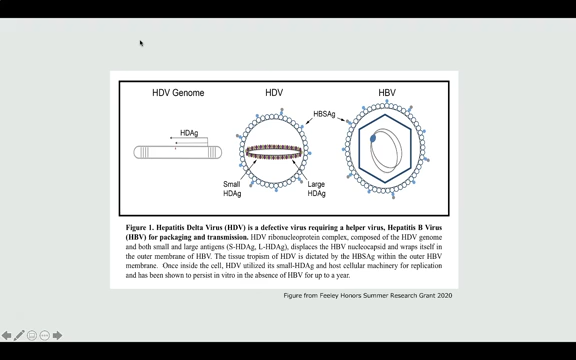 HDV Genome
HDV
HBV
HDAg
HBSAg
Small
HDAg
Large
HDAg
Figure 1. Hepatitis Delta Virus (HDV) is a defective virus requiring a helper virus, Hepatitis B Virus
(HBV) for packaging and transmission. HDV ribonucleoprotein complex, composed of the HDV genome
and both small and large antigens (S-HDAg, L-HDAg), displaces the HBV nucleocapsid and wraps itself in
the outer membrane of HBV. The tissue tropism of HDV is dictated by the HBSAg within the outer HBV
membrane. Once inside the cell, HDV utilized its small-HDAg and host cellular machinery for replication
and has been shown to persist in vitro in the absence of HBV for up to a year.
Figure from Feeley Honors Summer Research Grant 2020